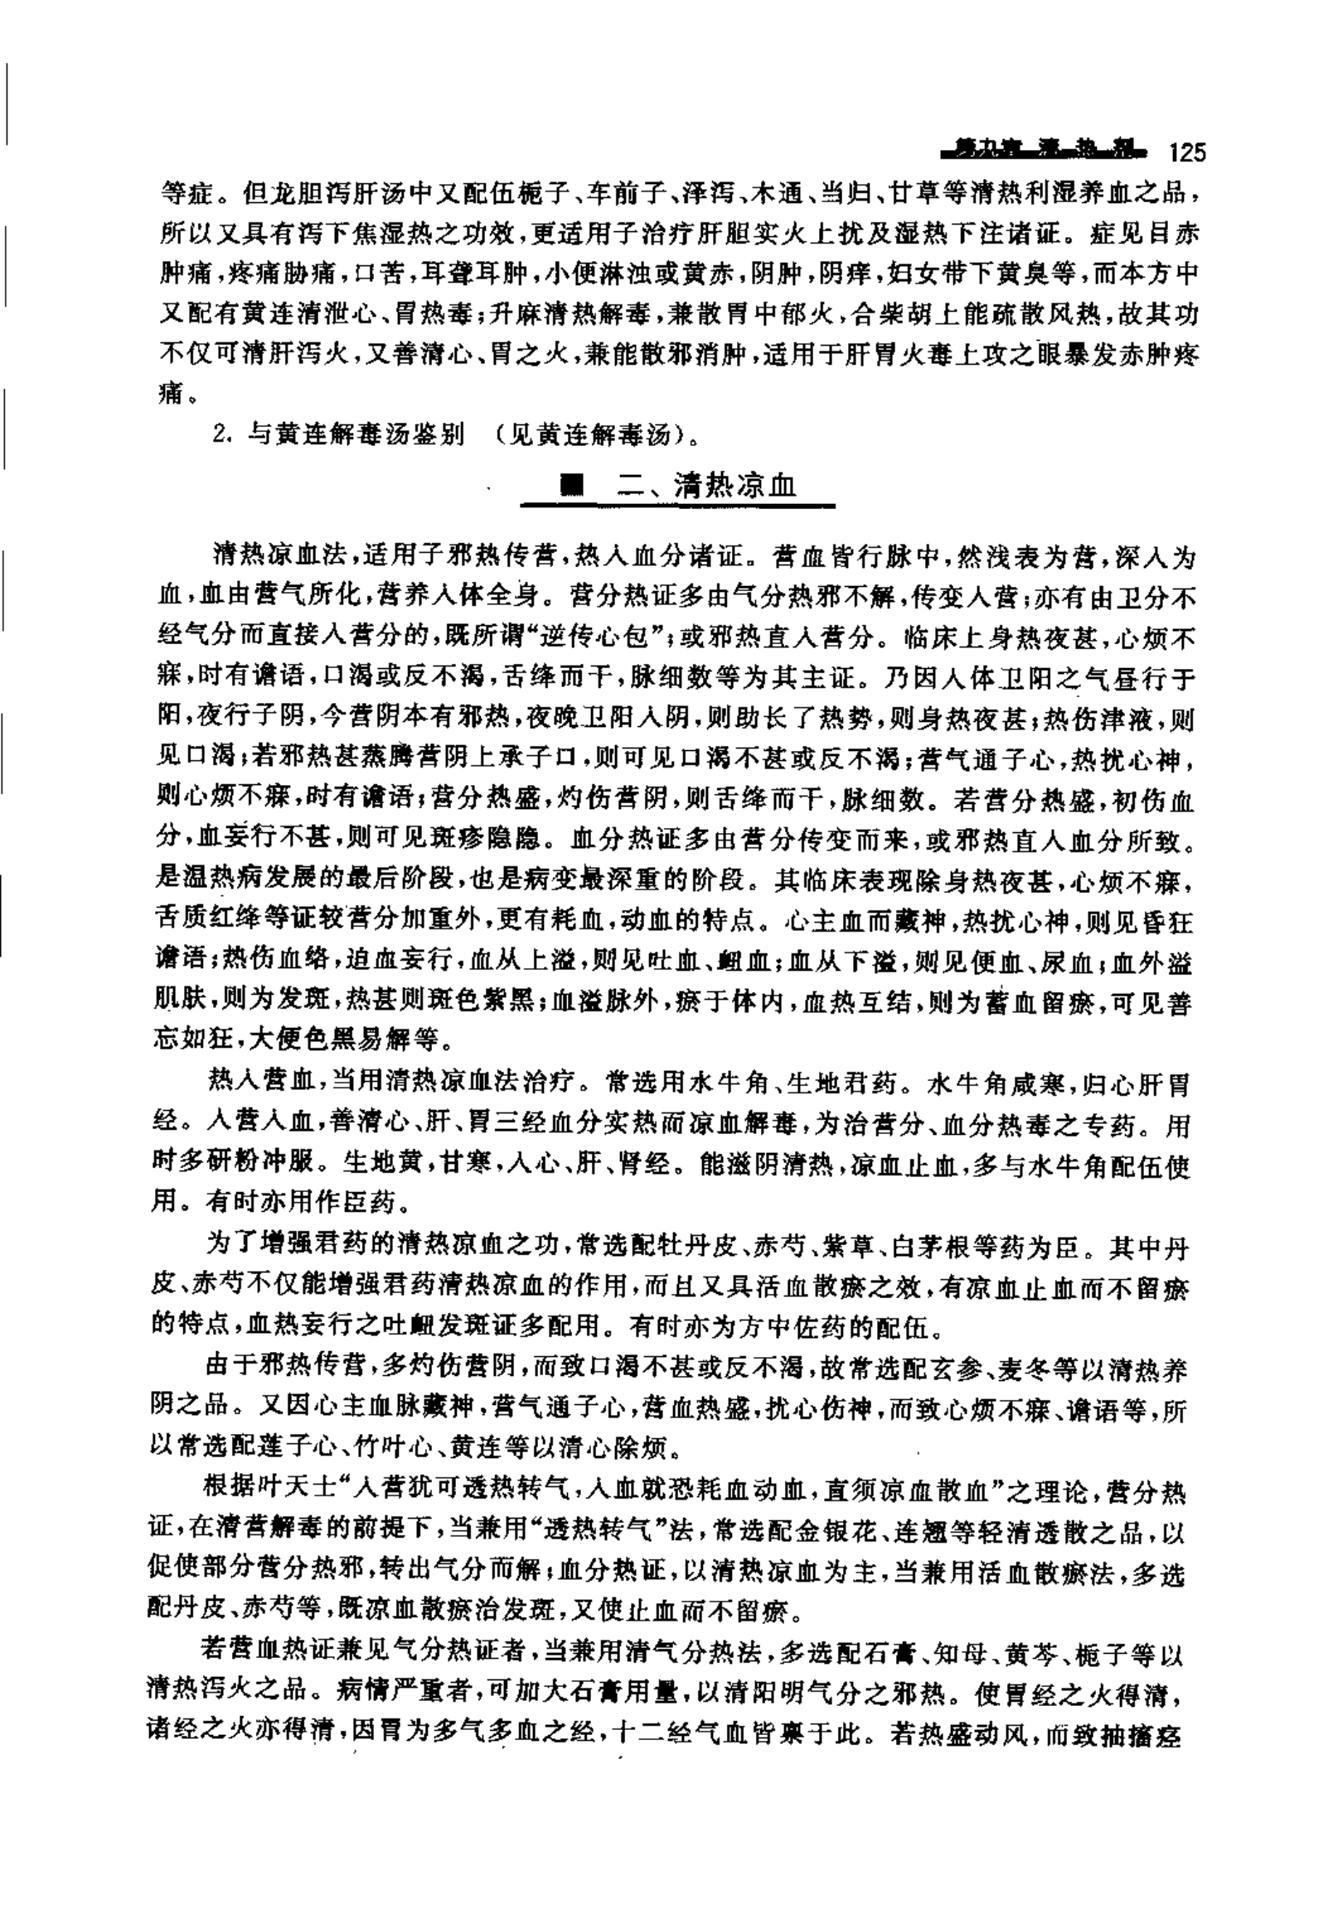 第九章 清热剂 125
等症。但龙胆泻肝汤中又配伍栀子、车前子、泽泻、木通、当归、甘草等清热利湿养血之品，
所以又具有泻下焦湿热之功效，更适用子治疗肝胆实火上扰及湿热下注诸证。症见目赤
肿痛，疼痛胁痛，口苦，耳聋耳肿，小便淋浊或黄赤，阴肿，阴痒，妇女带下黄臭等，而本方中
又配有黄连清泄心、胃热毒；升麻清热解毒，兼散胃中郁火，合柴胡上能疏散风热，故其功
不仅可清肝泻火，又善清心、胃之火，兼能散邪消肿，适用于肝胃火毒上攻之眼暴发赤肿疼
痛。
2. 与黄连解毒汤鉴别 （见黄连解毒汤）。
■ 二、清热凉血
清热凉血法，适用子邪热传营，热人血分诸证。营血皆行脉中，然浅表为营，深人为
血，血由营气所化，营养人体全身。营分热证多由气分热邪不解，传变人营；亦有由卫分不
经气分而直接人营分的，既所谓“逆传心包”；或邪热直人营分。临床上身热夜甚，心烦不
寐，时有谵语，口渴或反不渴，舌绛而干，脉细数等为其主证。乃因人体卫阳之气昼行于
阳，夜行子阴，今营阴本有邪热，夜晚卫阳人阴，则助长了热势，则身热夜甚；热伤津液，则
见口渴；若邪热甚蒸腾营阴上承子口，则可见口渴不甚或反不渴；营气通子心，热扰心神，
则心烦不寐，时有谵语；营分热盛，灼伤营阴，则舌绛而干，脉细数。若营分热盛，初伤血
分，血妄行不甚，则可见斑疹隐隐。血分热证多由营分传变而来，或邪热直人血分所致。
是温热病发展的最后阶段，也是病变最深重的阶段。其临床表现除身热夜甚，心烦不寐，
舌质红绛等证较营分加重外，更有耗血，动血的特点。心主血而藏神，热扰心神，则见昏狂
谵语；热伤血络，迫血妄行，血从上溢，则见吐血、衄血；血从下溢，则见便血、尿血；血外溢
肌肤，则为发斑，热甚则斑色紫黑；血溢脉外，瘀于体内，血热互结，则为蓄血留瘀，可见善
忘如狂，大便色黑易解等。
热人营血，当用清热凉血法治疗。常选用水牛角、生地君药。水牛角咸寒，归心肝胃
经。人营人血，善清心、肝、胃三经血分实热而凉血解毒，为治营分、血分热毒之专药。用
时多研粉冲服。生地黄，甘寒，人心、肝、肾经。能滋阴清热，凉血止血，多与水牛角配伍使
用。有时亦用作臣药。
为了增强君药的清热凉血之功，常选配牡丹皮、赤芍、紫草、白茅根等药为臣。其中丹
皮、赤芍不仅能增强君药清热凉血的作用，而且又具活血散瘀之效，有凉血止血而不留瘀
的特点，血热妄行之吐衄发斑证多配用。有时亦为方中佐药的配伍。
由于邪热传营，多灼伤营阴，而致口渴不甚或反不渴，故常选配玄参、麦冬等以清热养
阴之品。又因心主血脉藏神，营气通子心，营血热盛，扰心伤神，而致心烦不寐、谵语等，所
以常选配莲子心、竹叶心、黄连等以清心除烦。
根据叶天士“人营犹可透热转气，人血就恐耗血动血，直须凉血散血”之理论，营分热
证，在清营解毒的前提下，当兼用“透热转气”法，常选配金银花、连翘等轻清透散之品，以
促使部分营分热邪，转出气分而解；血分热证，以清热凉血为主，当兼用活血散瘀法，多选
配丹皮、赤芍等，既凉血散瘀治发斑，又使止血而不留瘀。
若营血热证兼见气分热证者，当兼用清气分热法，多选配石膏、知母、黄芩、栀子等以
清热泻火之品。病情严重者，可加大石膏用量，以清阳明气分之邪热。使胃经之火得清，
诸经之火亦得清，因胃为多气多血之经，十二经气血皆禀于此。若热盛动风，而致抽搐痉